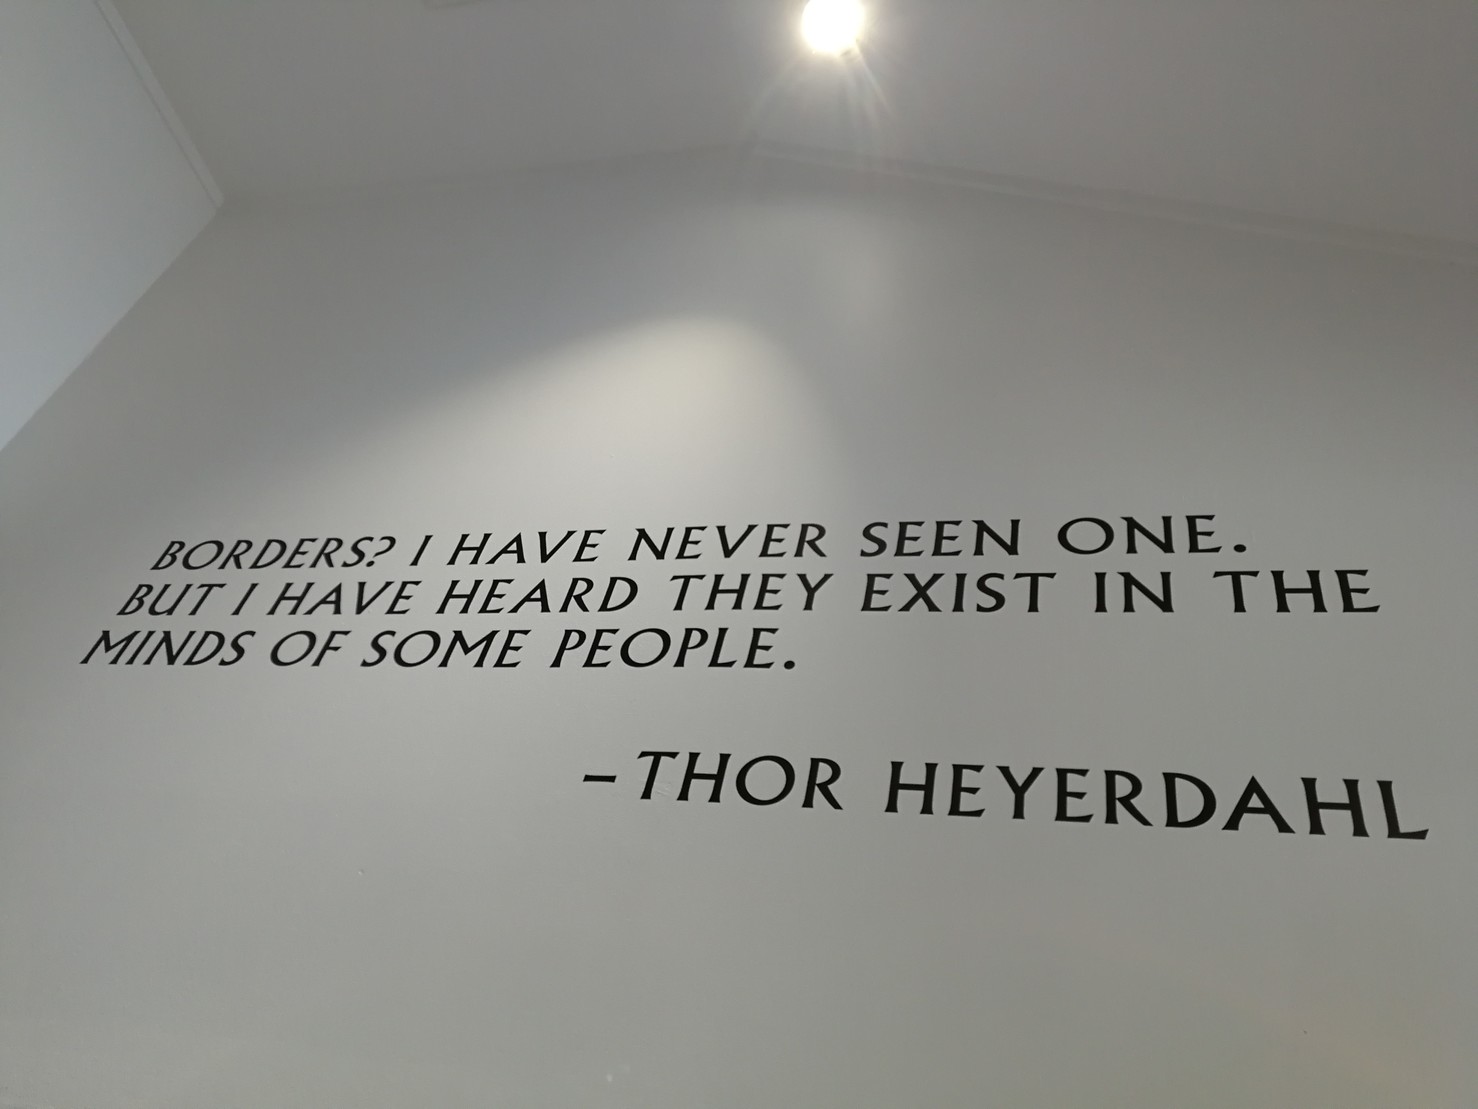 BORDERS? I HAVE NEVER SEEN ONE.
BUT I HAVE HEARD THEY EXIST IN THE
MINDS OF SOME PEOPLE.
– THOR HEYERDAHL